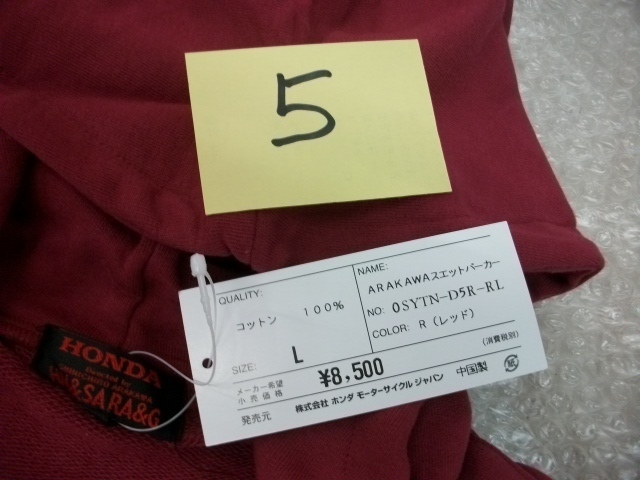 5
QUALITY:
コットン 100%
SIZE: L
メーカー希望
小売価格 ¥8,500
NAME:
ARAKAWAスエットパーカー
NO: 0SYTN-D5R-RL
COLOR: R (レッド)
(消費税別)
発売元 株式会社 ホンダ モーターサイクル ジャパン 中国製
紙
HONDA
ARAKAWA
&SARA&G